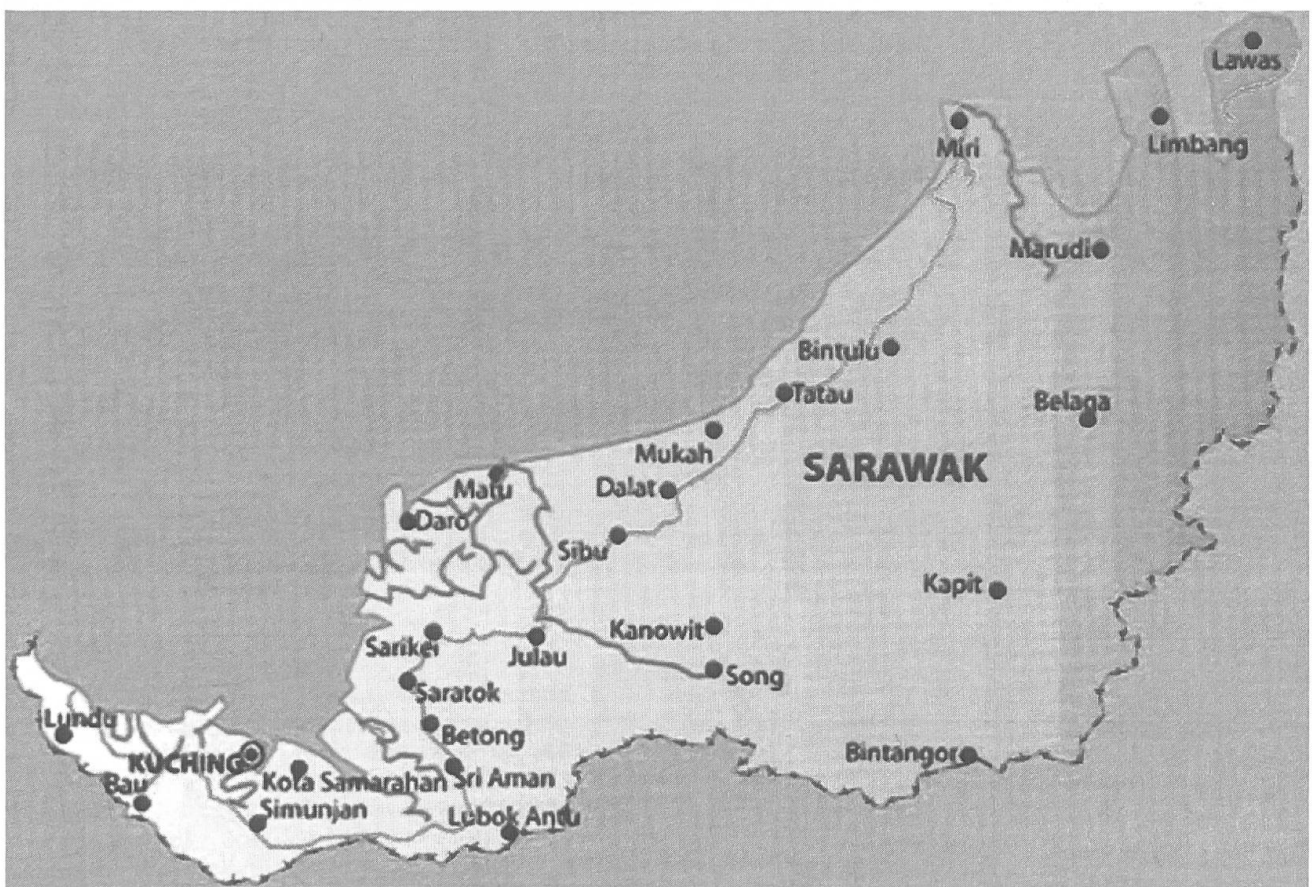 Lawas
Miri
Limbang
Marudi
Bintulu
Tatau
Belaga
Mukah
SARAWAK
Matu
Dalat
Daro
Sibu
Kapit
Kanowit
Sarikei
Julau
Song
Saratok
Lundu
Betong
KUCHING
Bintangor
Bau
Kota Samarahan
Sri Aman
Simunjan
Lubok Antu